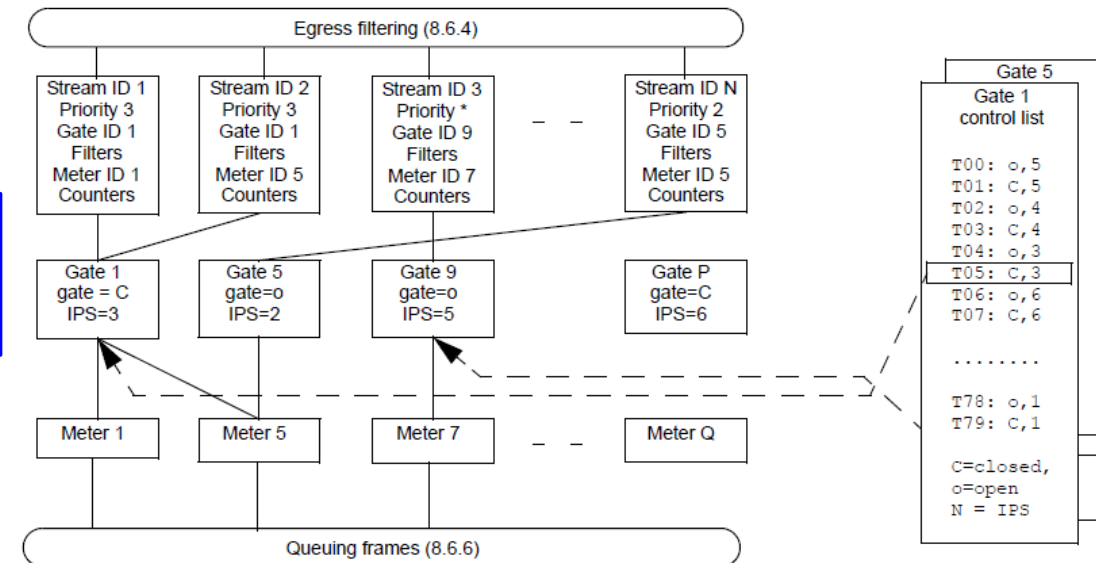 Egress filtering (8.6.4)
Stream ID 1
Priority 3
Gate ID 1
Filters
Meter ID 1
Counters
Stream ID 2
Priority 3
Gate ID 1
Filters
Meter ID 5
Counters
Stream ID 3
Priority *
Gate ID 9
Filters
Meter ID 7
Counters
Stream ID N
Priority 2
Gate ID 5
Filters
Meter ID 5
Counters
Gate 1
gate = C
IPS=3
Gate 5
gate=o
IPS=2
Gate 9
gate=o
IPS=5
Gate P
gate=C
IPS=6
Meter 1
Meter 5
Meter 7
Meter Q
Queuing frames (8.6.6)
Gate 5
Gate 1
control list
T00: o,5
T01: C,5
T02: o,4
T03: C,4
T04: o,3
T05: C,3
T06: o,6
T07: C,6
........
T78: o,1
T79: C,1
C=closed,
o=open
N = IPS